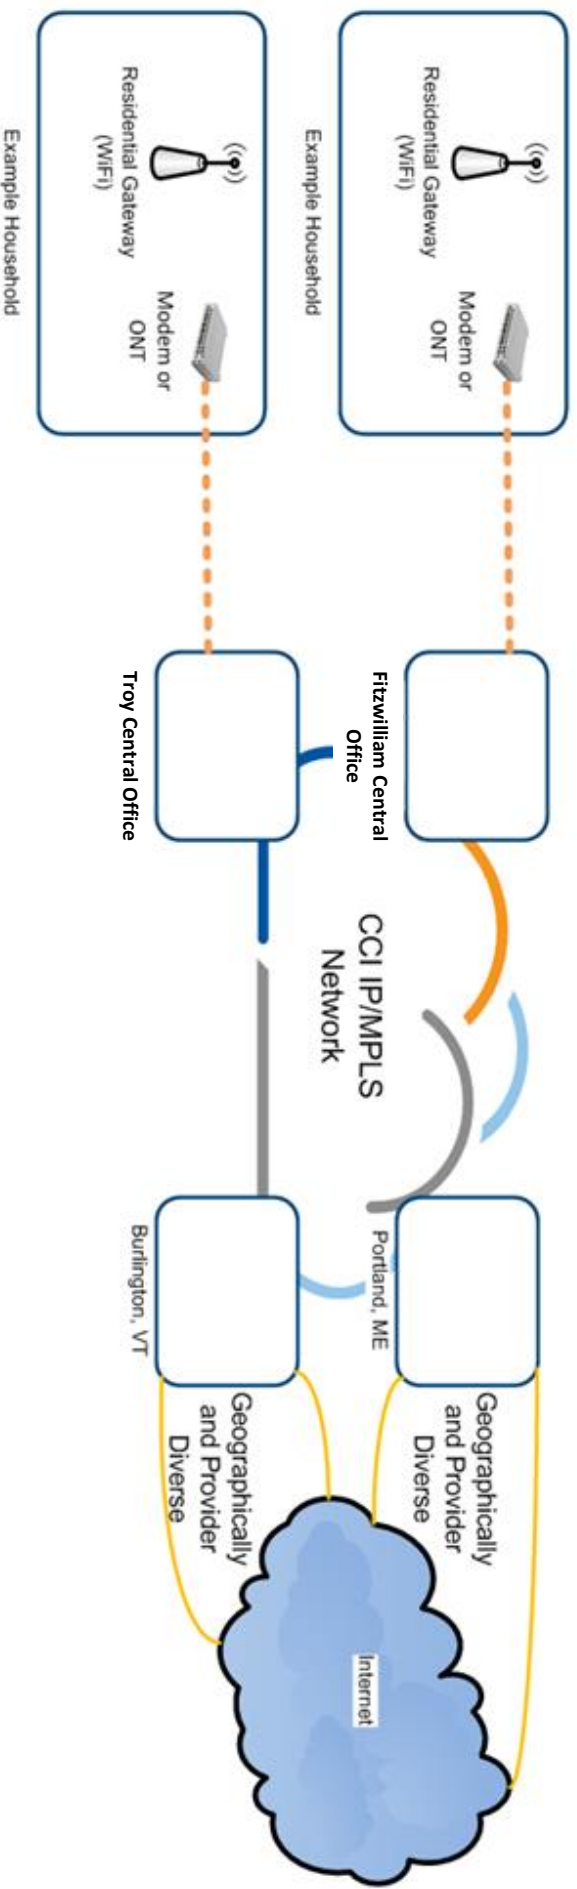 Residential Gateway
(WiFi)
Modem or
ONT
Example Household
Fitzwilliam Central
Office
Portland, ME
Geographically
and Provider
Diverse
CCI IP/MPLS
Network
Internet
Residential Gateway
(WiFi)
Modem or
ONT
Example Household
Troy Central Office
Burlington, VT
Geographically
and Provider
Diverse